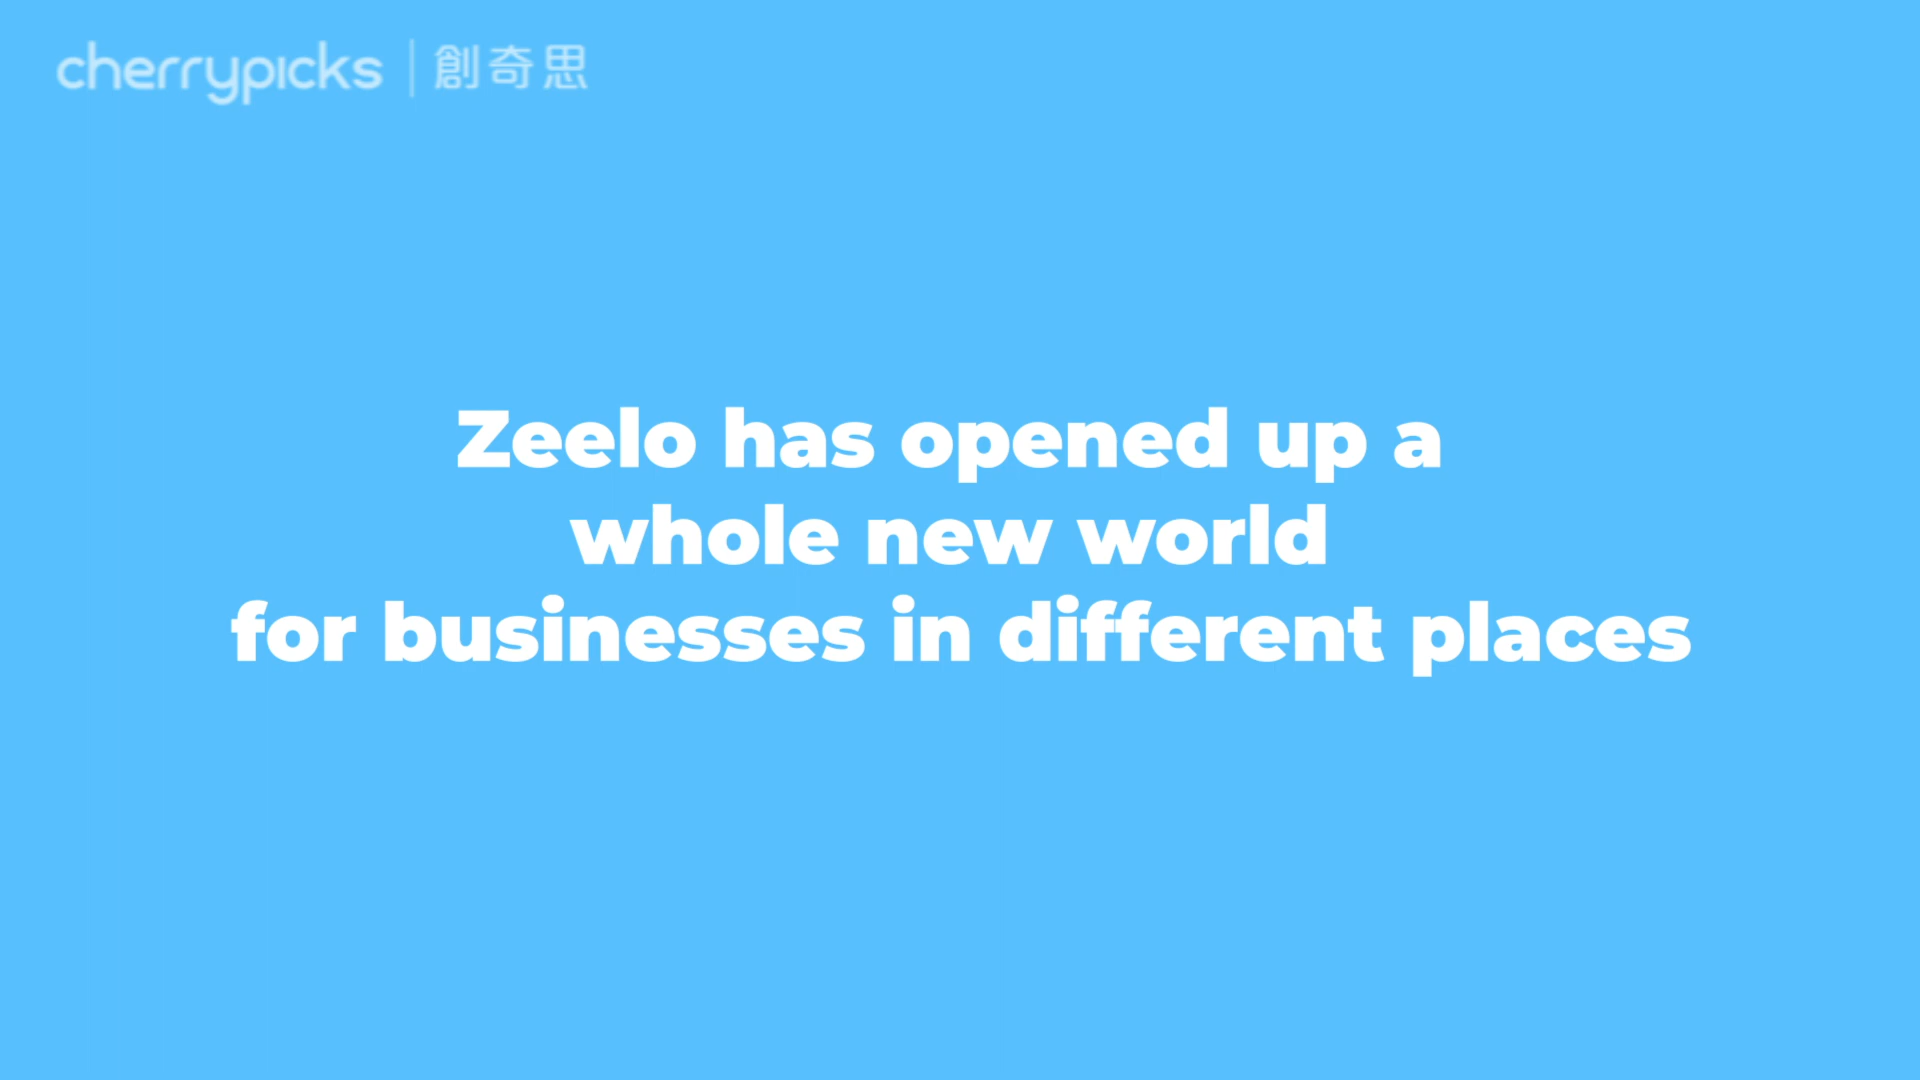 cherrypicks | 創奇思
Zeelo has opened up a
whole new world
for businesses in different places